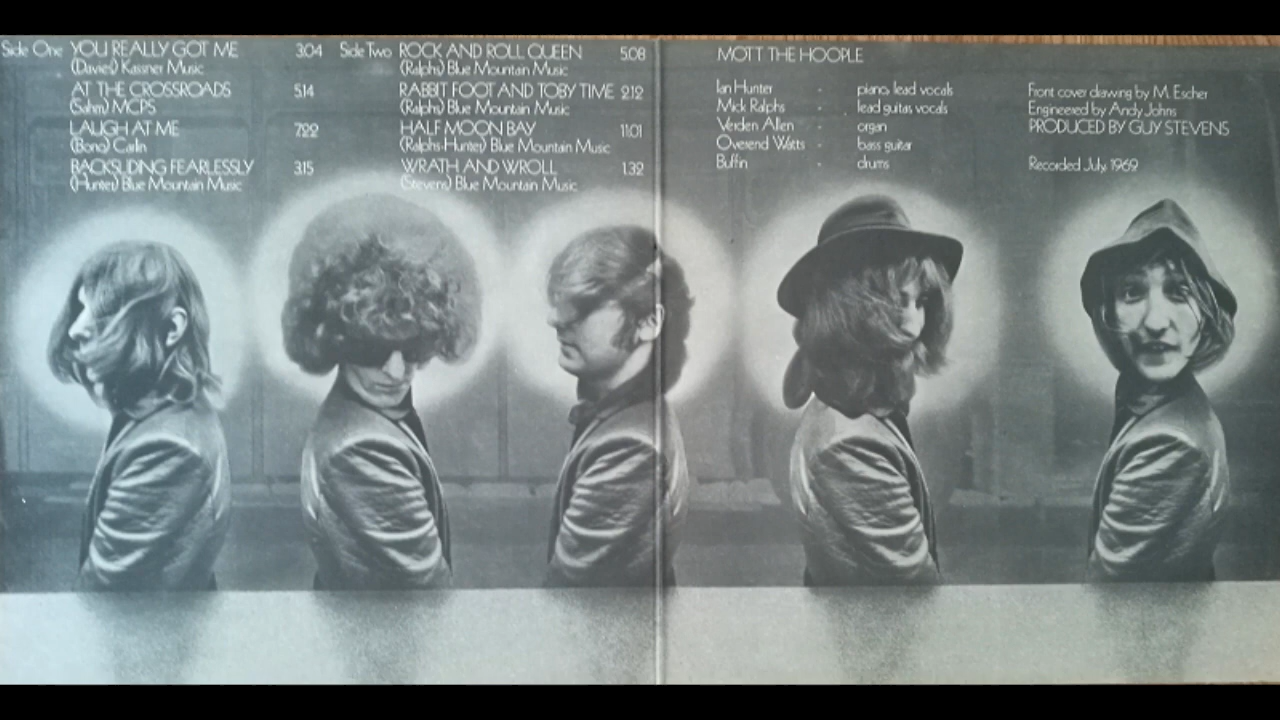 Side One YOU REALLY GOT ME 3.04
(Davies) Kassner Music
AT THE CROSSROADS 5.14
(Sahm) MCPS
LAUGH AT ME 7.22
(Bono) Carlin
BACKSLIDING FEARLESSLY 3.15
(Hunter) Blue Mountain Music
Side Two ROCK AND ROLL QUEEN 5.08
(Ralphs) Blue Mountain Music
RABBIT FOOT AND TOBY TIME 2.12
(Ralphs) Blue Mountain Music
HALF MOON BAY 11.01
(Ralphs-Hunter) Blue Mountain Music
WRATH AND WROLL 1.32
(Stevens) Blue Mountain Music
MOTT THE HOOPLE
Ian Hunter - piano, lead vocals
Mick Ralphs - lead guitas vocals
Verden Allen - organ
Overend Watts - bass guitar
Buffin - drums
Front cover drawing by M. Escher
Engineered by Andy Johns
PRODUCED BY GUY STEVENS
Recorded July, 1969